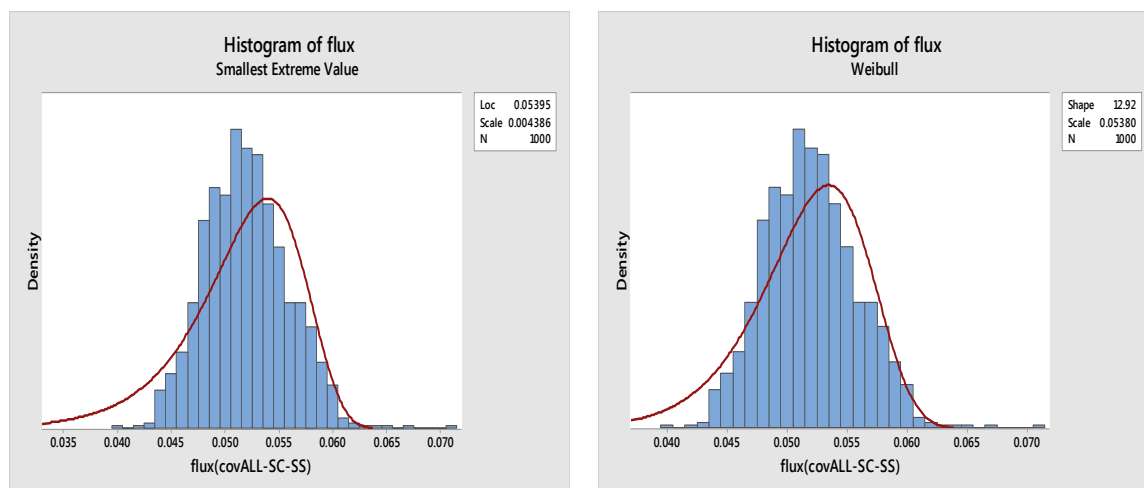 Histogram of flux
Smallest Extreme Value
Loc 0.05395
Scale 0.004386
N 1000
Density
0.035 0.040 0.045 0.050 0.055 0.060 0.065 0.070
flux(covALL-SC-SS)
Histogram of flux
Weibull
Shape 12.92
Scale 0.05380
N 1000
Density
0.040 0.045 0.050 0.055 0.060 0.065 0.070
flux(covALL-SC-SS)